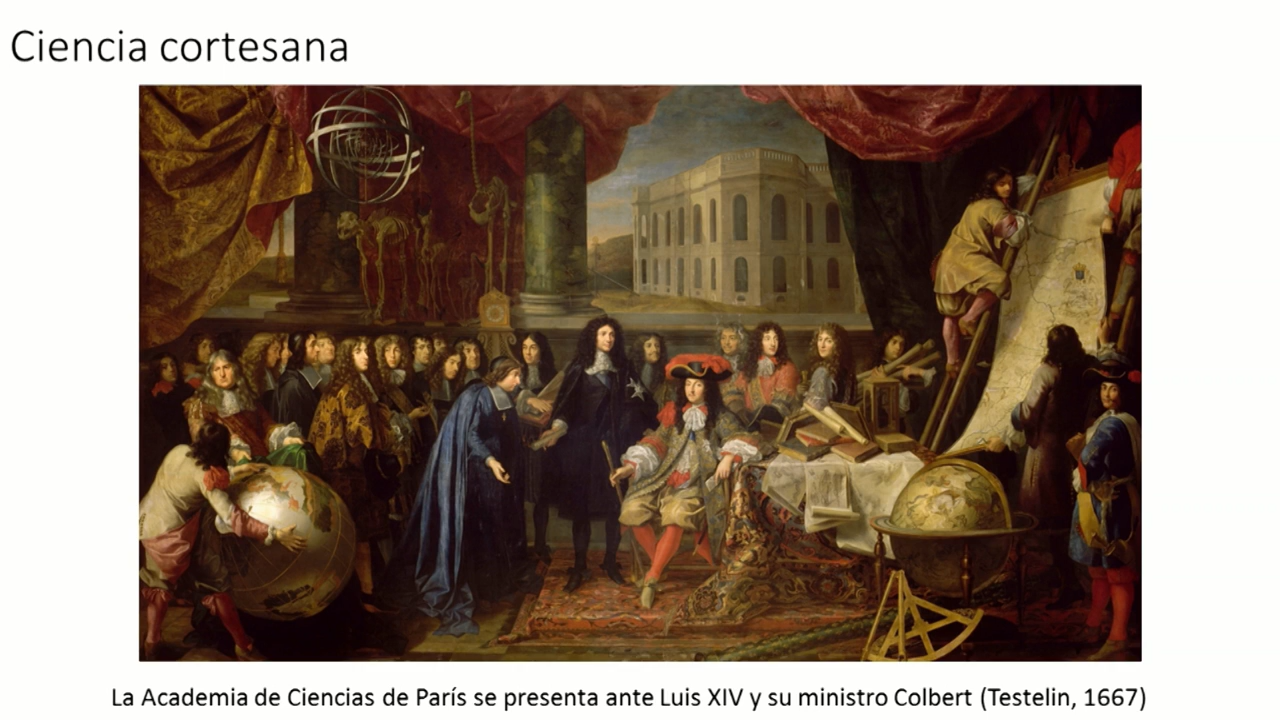 Ciencia cortesana
La Academia de Ciencias de París se presenta ante Luis XIV y su ministro Colbert (Testelin, 1667)